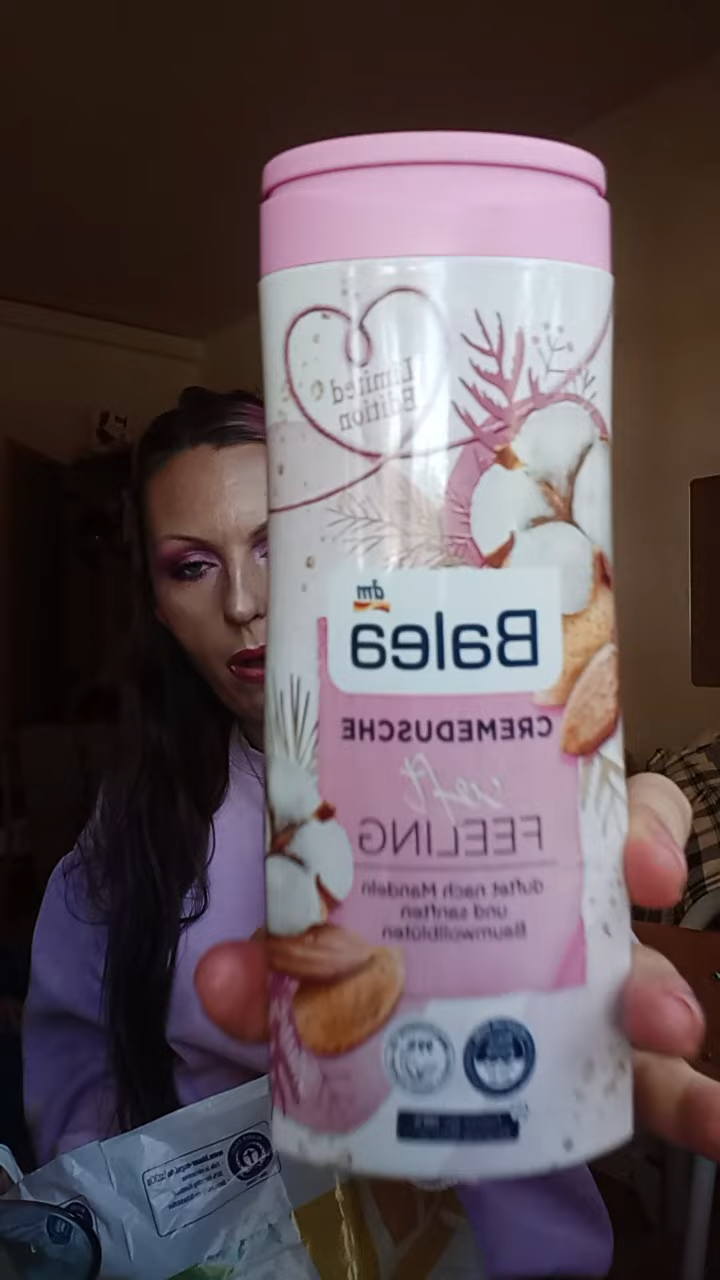 Limited
Edition
dm
Balea
CREMEDUSCHE
soft
FEELING
duftet nach Mandeln
und sanften
Baumwollblüten